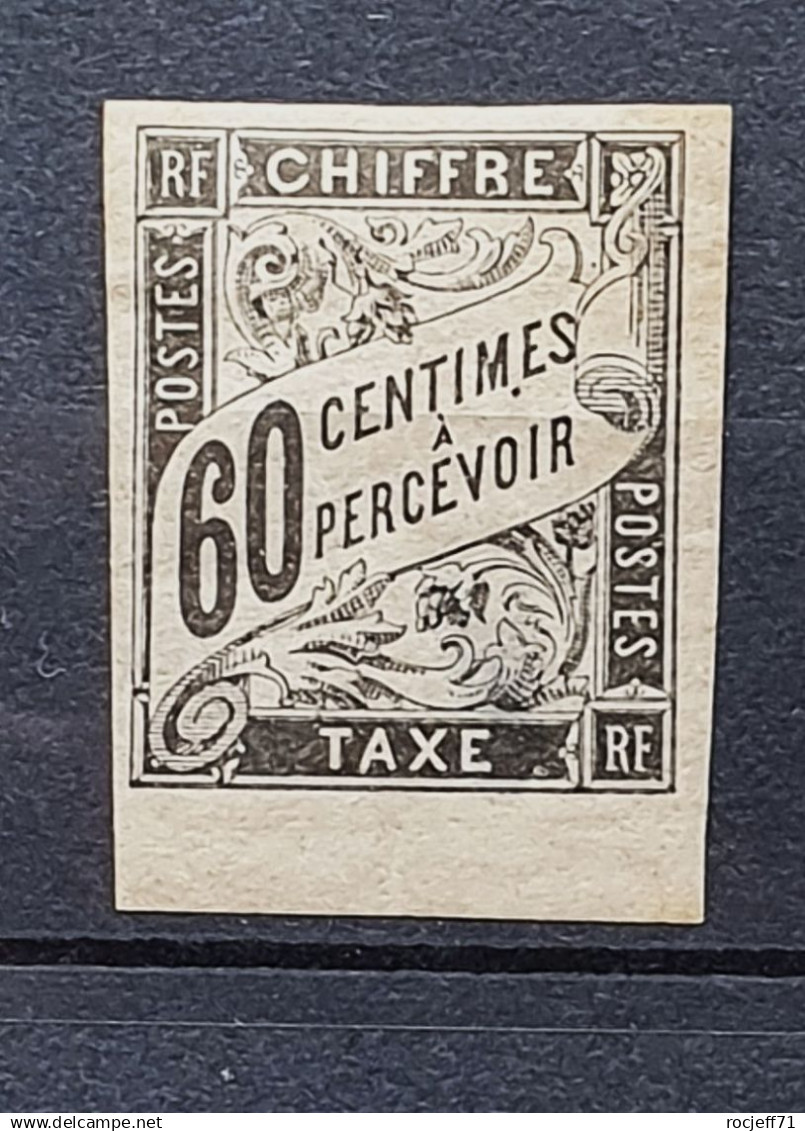 RF CHIFFRE
POSTES
60 CENTIMES
À
PERCEVOIR
POSTES
TAXE RF
www.delcampe.net
rocjeff71